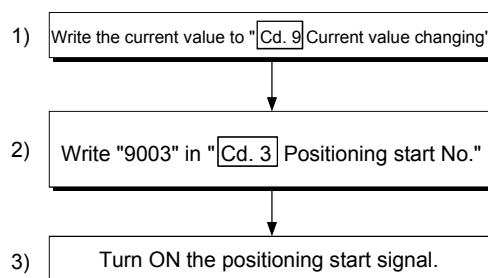 1) Write the current value to "Cd. 9 Current value changing"
2) Write "9003" in "Cd. 3 Positioning start No."
3) Turn ON the positioning start signal.